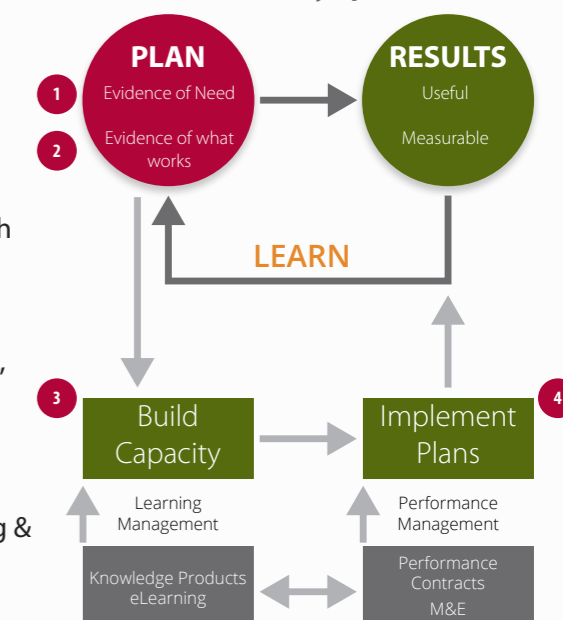 PLAN
RESULTS
1
Evidence of Need
Useful
2
Evidence of what
works
Measurable
LEARN
3
4
Build
Capacity
Implement
Plans
Learning
Management
Performance
Management
g &
Knowledge Products
eLearning
Performance
Contracts
M&E